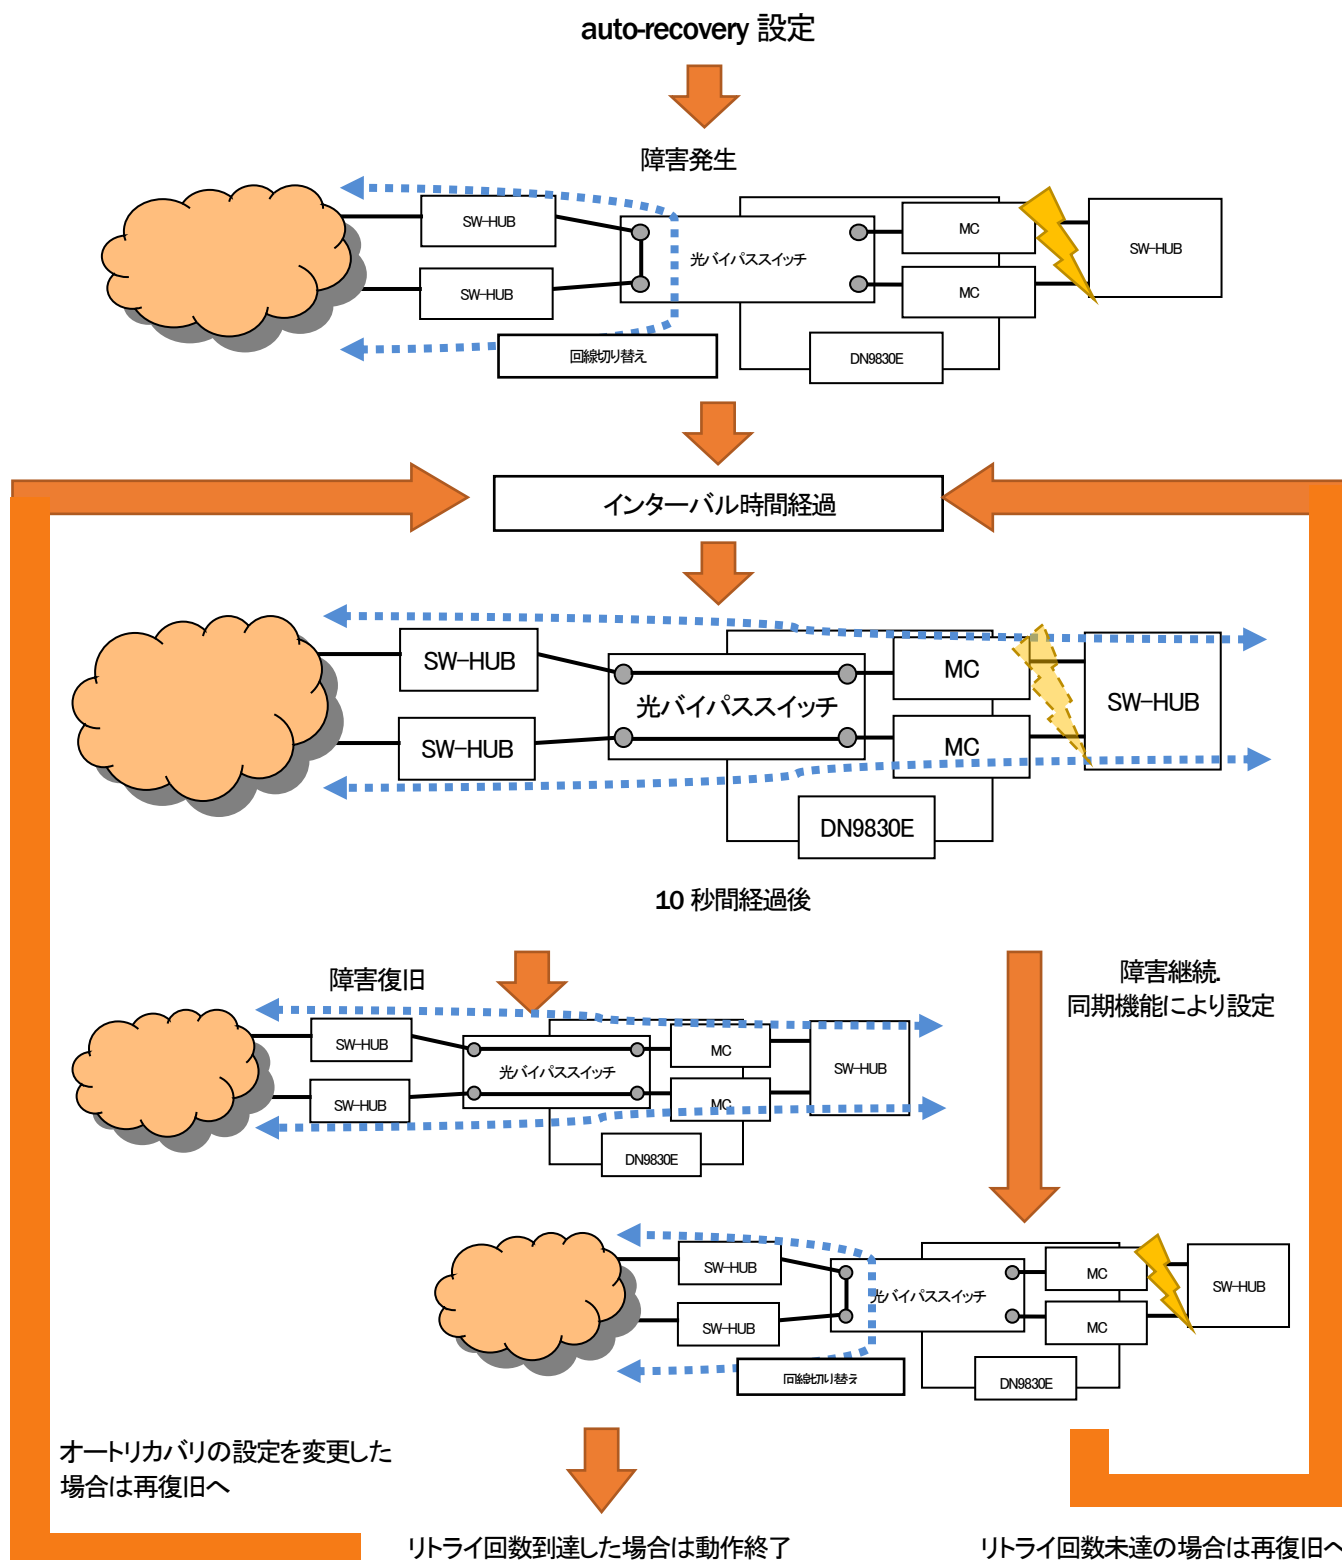 auto-recovery 設定
障害発生
SW-HUB
MC
SW-HUB
光バイパススイッチ
SW-HUB
MC
回線切り替え
DN9830E
インターバル時間経過
SW-HUB
MC
SW-HUB
光バイパススイッチ
SW-HUB
MC
DN9830E
10 秒間経過後
障害復旧
障害継続.
同期機能により設定
SW-HUB
MC
SW-HUB
光バイパススイッチ
SW-HUB
MC
DN9830E
SW-HUB
MC
SW-HUB
光バイパススイッチ
SW-HUB
MC
回線切り替え
DN9830E
オートリカバリの設定を変更した
場合は再復旧へ
リトライ回数到達した場合は動作終了
リトライ回数未達の場合は再復旧へ